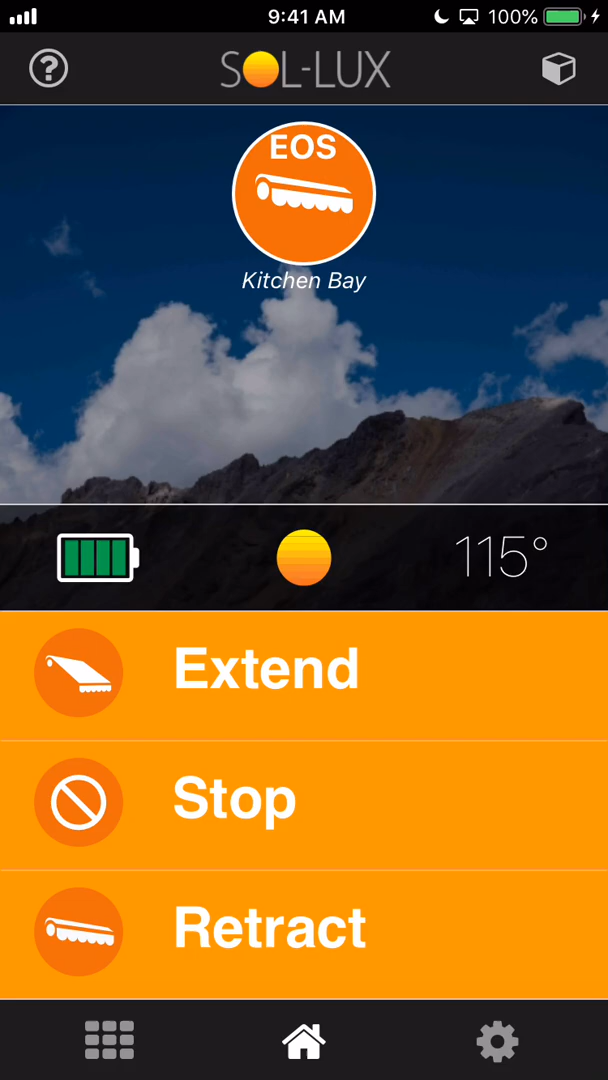 9:41 AM
100%
SOL-LUX
EOS
Kitchen Bay
115°
Extend
Stop
Retract